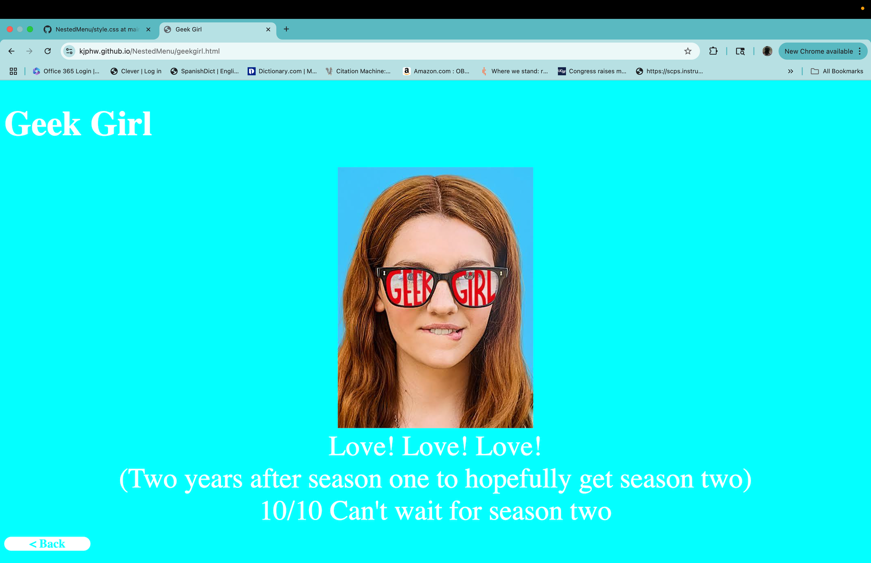 NestedMenu/style.css at mai
Geek Girl
kjphw.github.io/NestedMenu/geekgirl.html
New Chrome available
Office 365 Login |...
Clever | Log in
SpanishDict | Engli...
Dictionary.com | M...
Citation Machine:...
Amazon.com : OB...
Where we stand: r...
Congress raises m...
https://scps.instru...
All Bookmarks
Geek Girl
GEEK GIRL
Love! Love! Love!
(Two years after season one to hopefully get season two)
10/10 Can't wait for season two
< Back